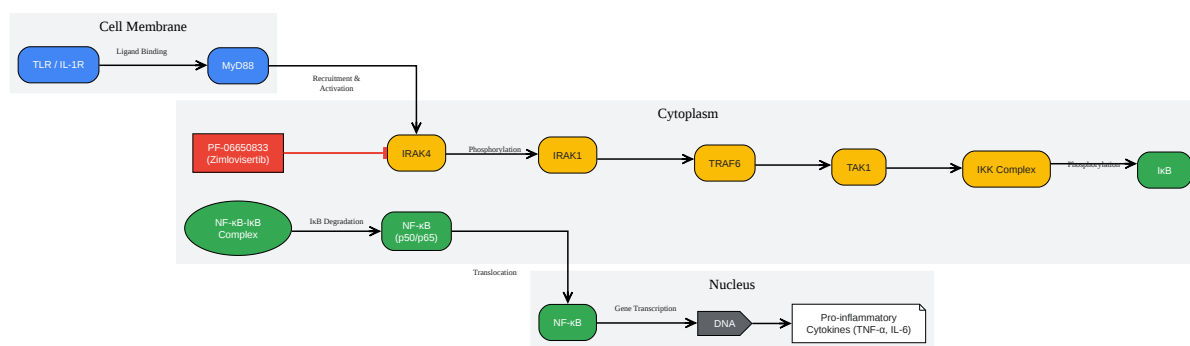 Cell Membrane
TLR / IL-1R
Ligand Binding
MyD88
Recruitment &
Activation
Cytoplasm
PF-06650833
(Zimlovisertib)
IRAK4
Phosphorylation
IRAK1
TRAF6
TAK1
IKK Complex
Phosphorylation
IκB
NF-κB-IκB
Complex
IκB Degradation
NF-κB
(p50/p65)
Translocation
Nucleus
NF-κB
Gene Transcription
DNA
Pro-inflammatory
Cytokines (TNF-α, IL-6)